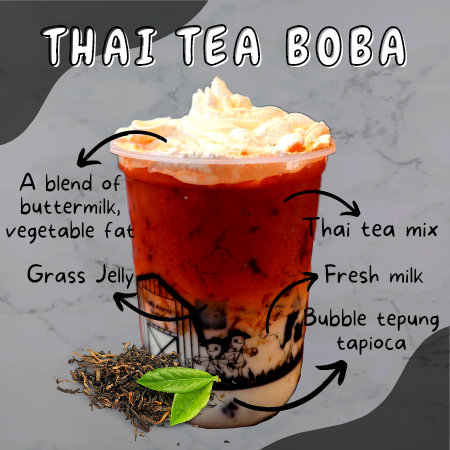 THAI TEA BOBA
A blend of
buttermilk,
vegetable fat
Thai tea mix
Grass Jelly
Fresh milk
Bubble tepung
tapioca